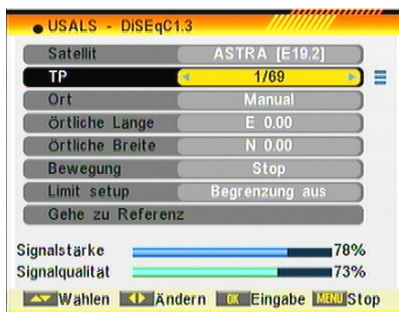 USALS - DiSEqC1.3
Satellit ASTRA [E19.2]
TP 1/69
Ort Manual
örtliche Länge E 0.00
örtliche Breite N 0.00
Bewegung Stop
Limit setup Begrenzung aus
Gehe zu Referenz
Signalstärke 78%
Signalqualität 73%
Wählen Ändern OK Eingabe MENU Stop